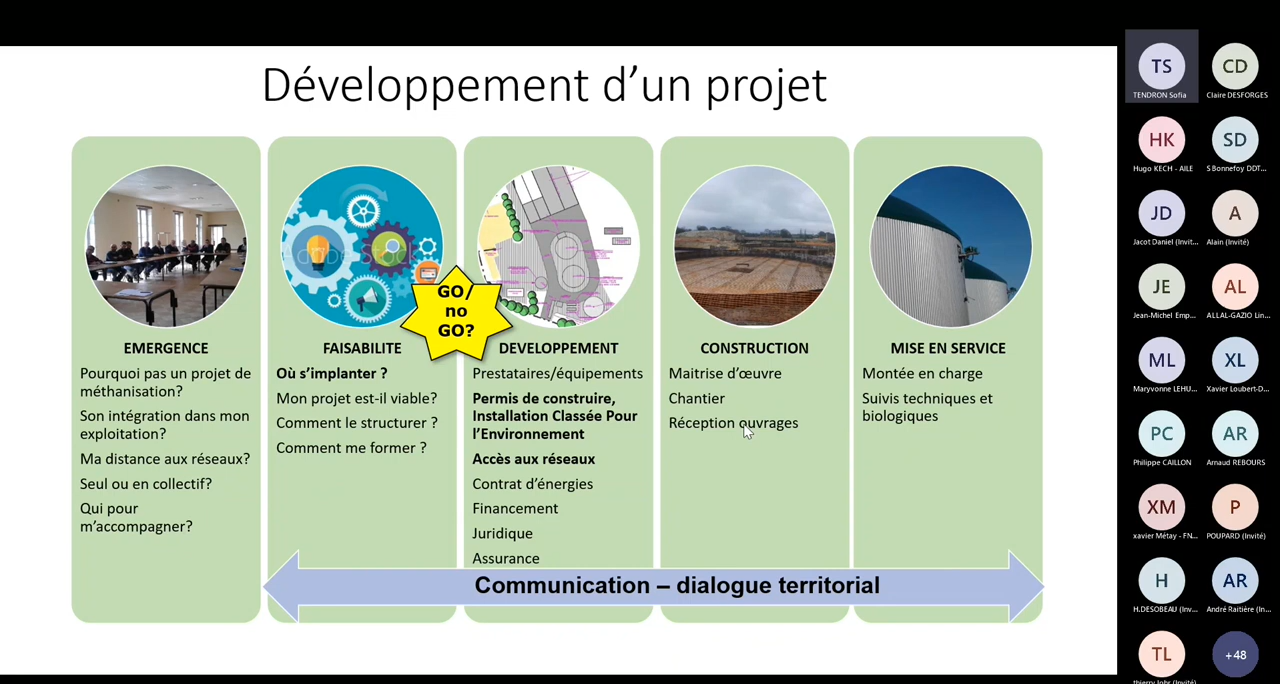 Développement d’un projet
GO/
no
GO?
EMERGENCE
Pourquoi pas un projet de
méthanisation?
Son intégration dans mon
exploitation?
Ma distance aux réseaux?
Seul ou en collectif?
Qui pour
m’accompagner?
FAISABILITE
Où s’implanter ?
Mon projet est-il viable?
Comment le structurer ?
Comment me former ?
DEVELOPPEMENT
Prestataires/équipements
Permis de construire,
Installation Classée Pour
l’Environnement
Accès aux réseaux
Contrat d’énergies
Financement
Juridique
Assurance
CONSTRUCTION
Maitrise d’œuvre
Chantier
Réception ouvrages
MISE EN SERVICE
Montée en charge
Suivis techniques et
biologiques
Communication – dialogue territorial
TS
TENDRON Sofia
CD
Claire DESFORGES
HK
Hugo KECH - AILE
SD
S Bonnefoy DDT...
JD
Jacot Daniel (Invit...
A
Alain (Invité)
JE
Jean-Michel Emp...
AL
ALLAL-GAZIO Lin...
ML
Maryvonne LEHU...
XL
Xavier Loubert-D...
PC
Philippe CAILLON
AR
Arnaud REBOURS
XM
xavier Métay - FN...
P
POUPARD (Invité)
H
H.DESOBEAU (Inv...
AR
André Raitière (In...
TL
thierry lohr (Invité)
+48